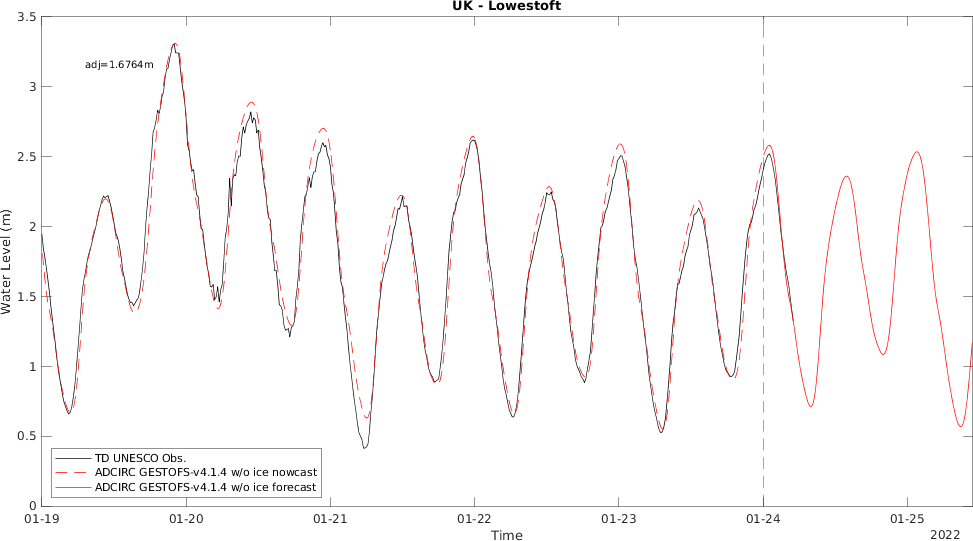 UK - Lowestoft
3.5
adj=1.6764m
3
2.5
2
1.5
1
0.5
0
Water Level (m)
TD UNESCO Obs.
ADCIRC GESTOFS-v4.1.4 w/o ice nowcast
ADCIRC GESTOFS-v4.1.4 w/o ice forecast
01-19 01-20 01-21 01-22 01-23 01-24 01-25
Time
2022